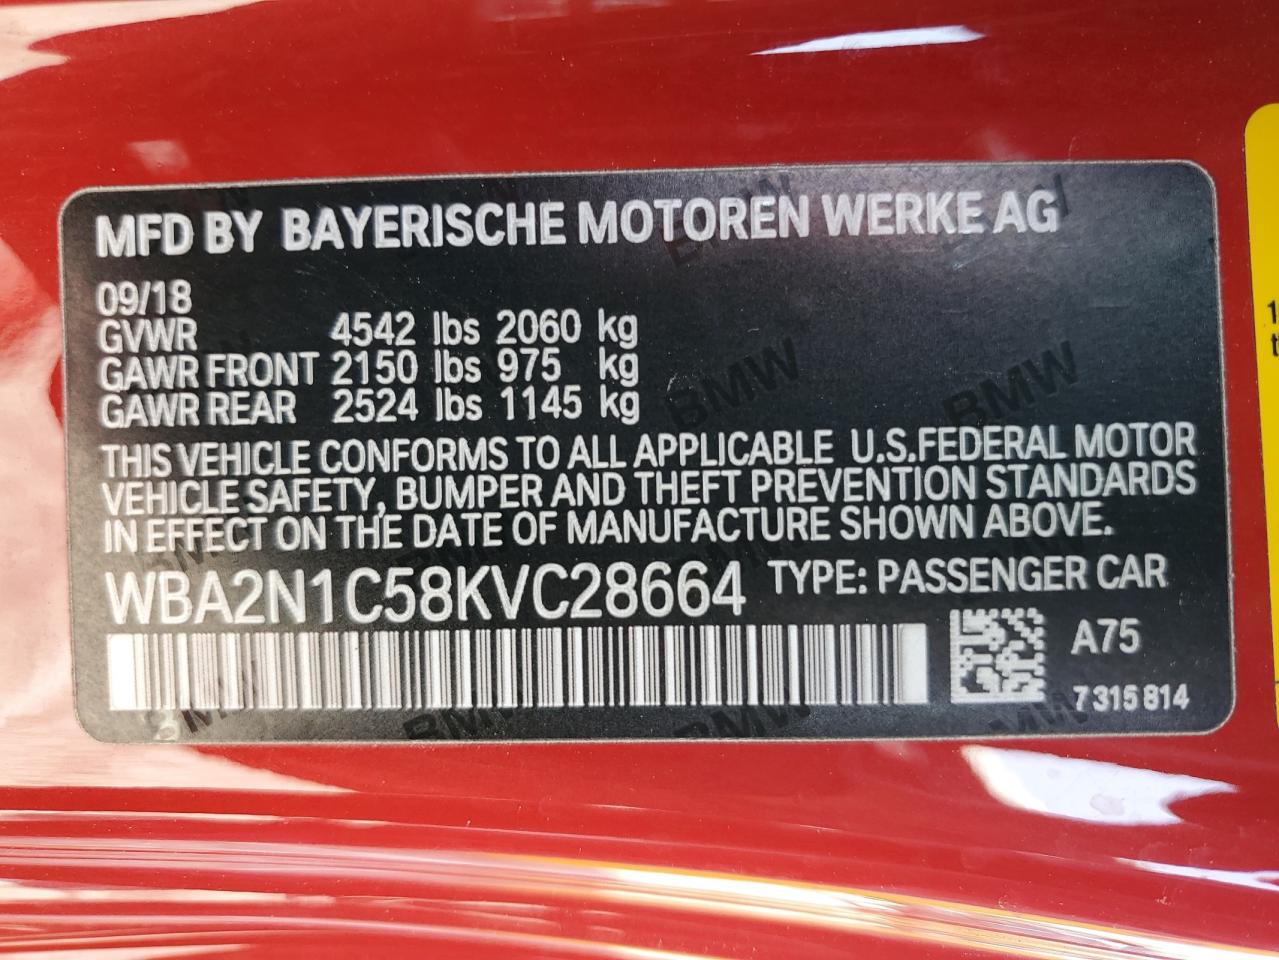 MFD BY BAYERISCHE MOTOREN WERKE AG
09/18
GVWR 4542 lbs 2060 kg
GAWR FRONT 2150 lbs 975 kg
GAWR REAR 2524 lbs 1145 kg
THIS VEHICLE CONFORMS TO ALL APPLICABLE U.S.FEDERAL MOTOR
VEHICLE SAFETY, BUMPER AND THEFT PREVENTION STANDARDS
IN EFFECT ON THE DATE OF MANUFACTURE SHOWN ABOVE.
WBA2N1C58KVC28664 TYPE: PASSENGER CAR
A75
7315814